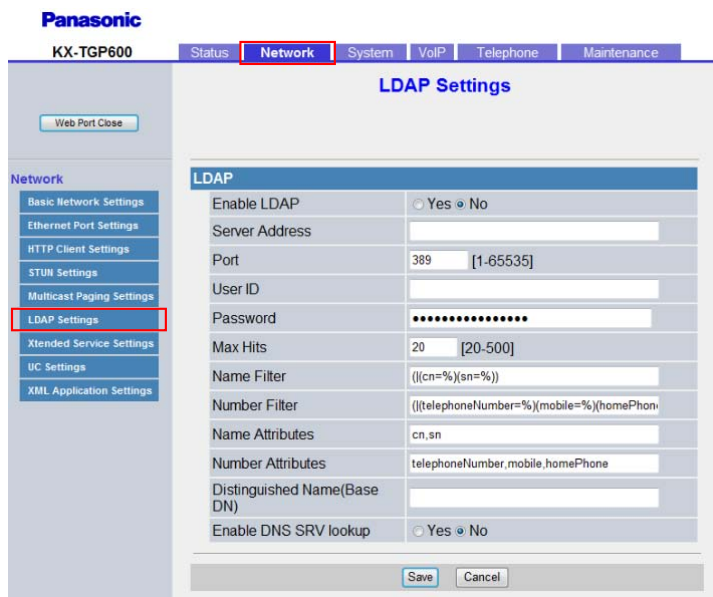 Panasonic
KX-TGP600
Status Network System VoIP Telephone Maintenance
LDAP Settings
Web Port Close
Network
Basic Network Settings
Ethernet Port Settings
HTTP Client Settings
STUN Settings
Multicast Paging Settings
LDAP Settings
Xtended Service Settings
UC Settings
XML Application Settings
LDAP
Enable LDAP Yes No
Server Address
Port 389 [1-65535]
User ID
Password ••••••••••••••••
Max Hits 20 [20-500]
Name Filter (|(cn=%)(sn=%))
Number Filter (|(telephoneNumber=%)(mobile=%)(homePhon
Name Attributes cn,sn
Number Attributes telephoneNumber,mobile,homePhone
Distinguished Name(Base
DN)
Enable DNS SRV lookup Yes No
Save Cancel